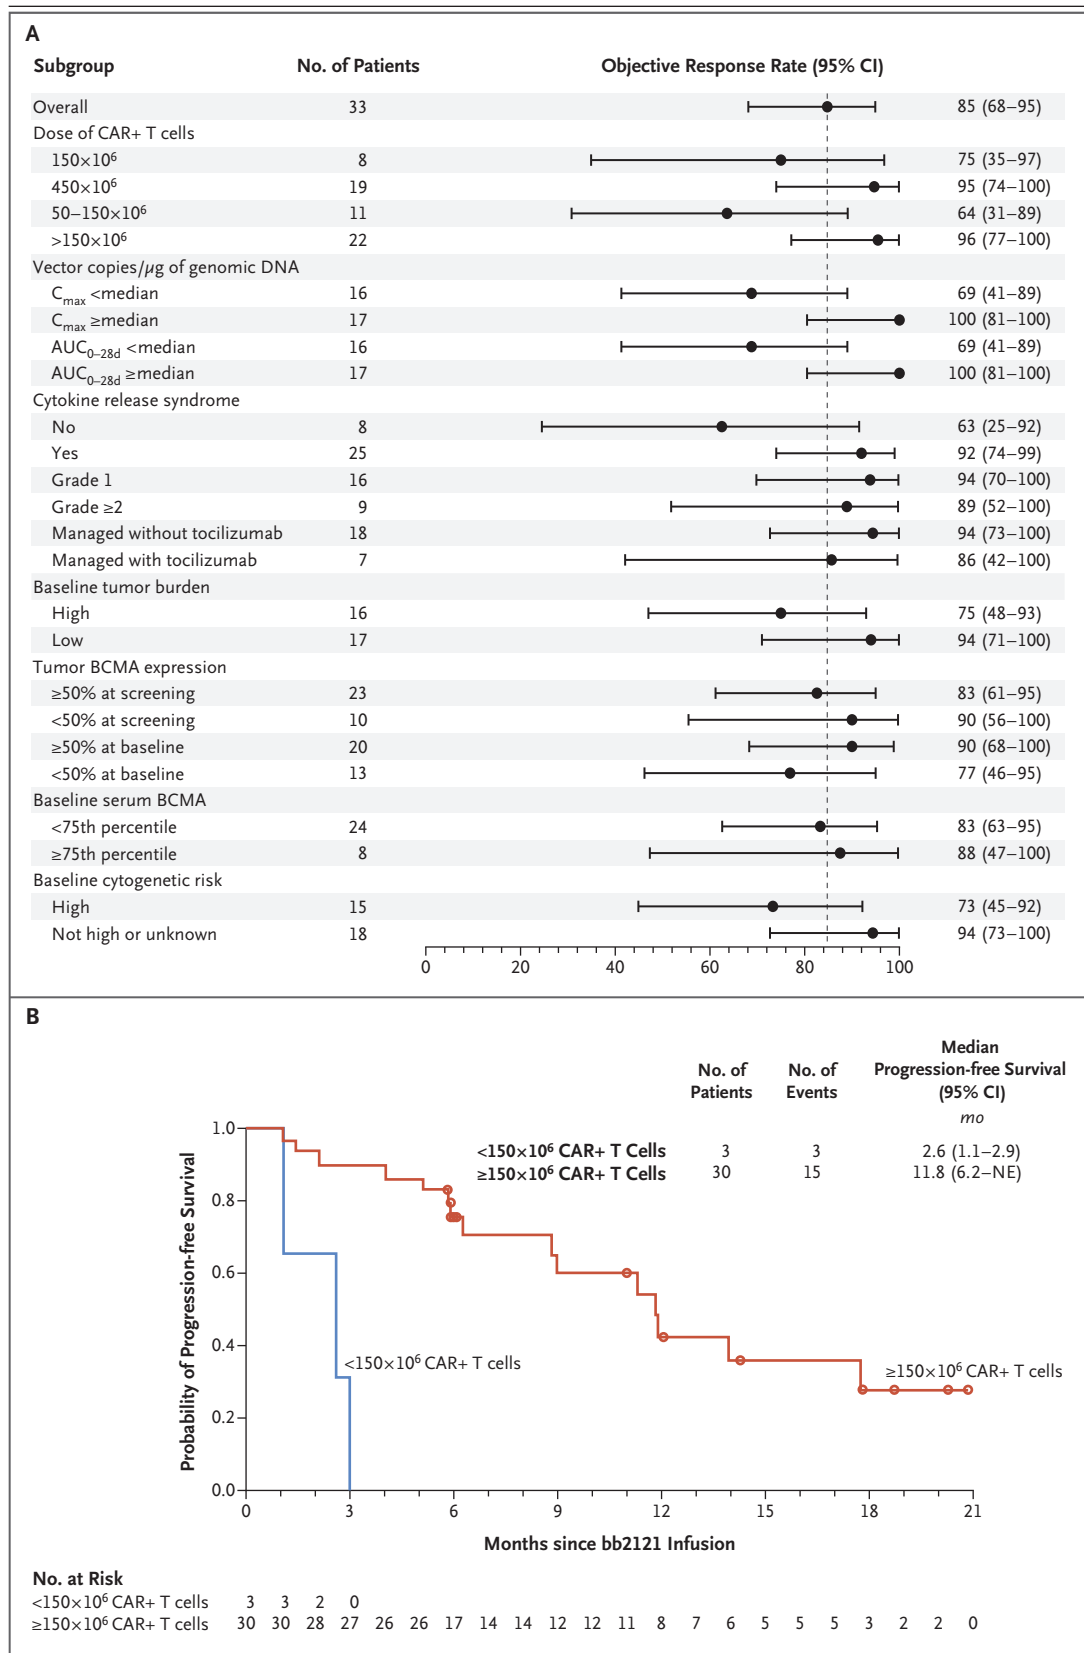 A
Subgroup No. of Patients Objective Response Rate (95% CI)
Overall 33 85 (68–95)
Dose of CAR+ T cells
150×10⁶ 8 75 (35–97)
450×10⁶ 19 95 (74–100)
50–150×10⁶ 11 64 (31–89)
>150×10⁶ 22 96 (77–100)
Vector copies/µg of genomic DNA
Cmax <median 16 69 (41–89)
Cmax ≥median 17 100 (81–100)
AUC0–28d <median 16 69 (41–89)
AUC0–28d ≥median 17 100 (81–100)
Cytokine release syndrome
No 8 63 (25–92)
Yes 25 92 (74–99)
Grade 1 16 94 (70–100)
Grade ≥2 9 89 (52–100)
Managed without tocilizumab 18 94 (73–100)
Managed with tocilizumab 7 86 (42–100)
Baseline tumor burden
High 16 75 (48–93)
Low 17 94 (71–100)
Tumor BCMA expression
≥50% at screening 23 83 (61–95)
<50% at screening 10 90 (56–100)
≥50% at baseline 20 90 (68–100)
<50% at baseline 13 77 (46–95)
Baseline serum BCMA
<75th percentile 24 83 (63–95)
≥75th percentile 8 88 (47–100)
Baseline cytogenetic risk
High 15 73 (45–92)
Not high or unknown 18 94 (73–100)
0 20 40 60 80 100
B
No. of Patients No. of Events Median Progression-free Survival (95% CI)
mo
<150×10⁶ CAR+ T Cells 3 3 2.6 (1.1–2.9)
≥150×10⁶ CAR+ T Cells 30 15 11.8 (6.2–NE)
Probability of Progression-free Survival
1.0
0.8
0.6
0.4
0.2
0.0
<150×10⁶ CAR+ T cells
≥150×10⁶ CAR+ T cells
0 3 6 9 12 15 18 21
Months since bb2121 Infusion
No. at Risk
<150×10⁶ CAR+ T cells 3 3 2 0
≥150×10⁶ CAR+ T cells 30 30 28 27 26 26 17 14 14 12 12 11 8 7 6 5 5 5 3 2 2 0